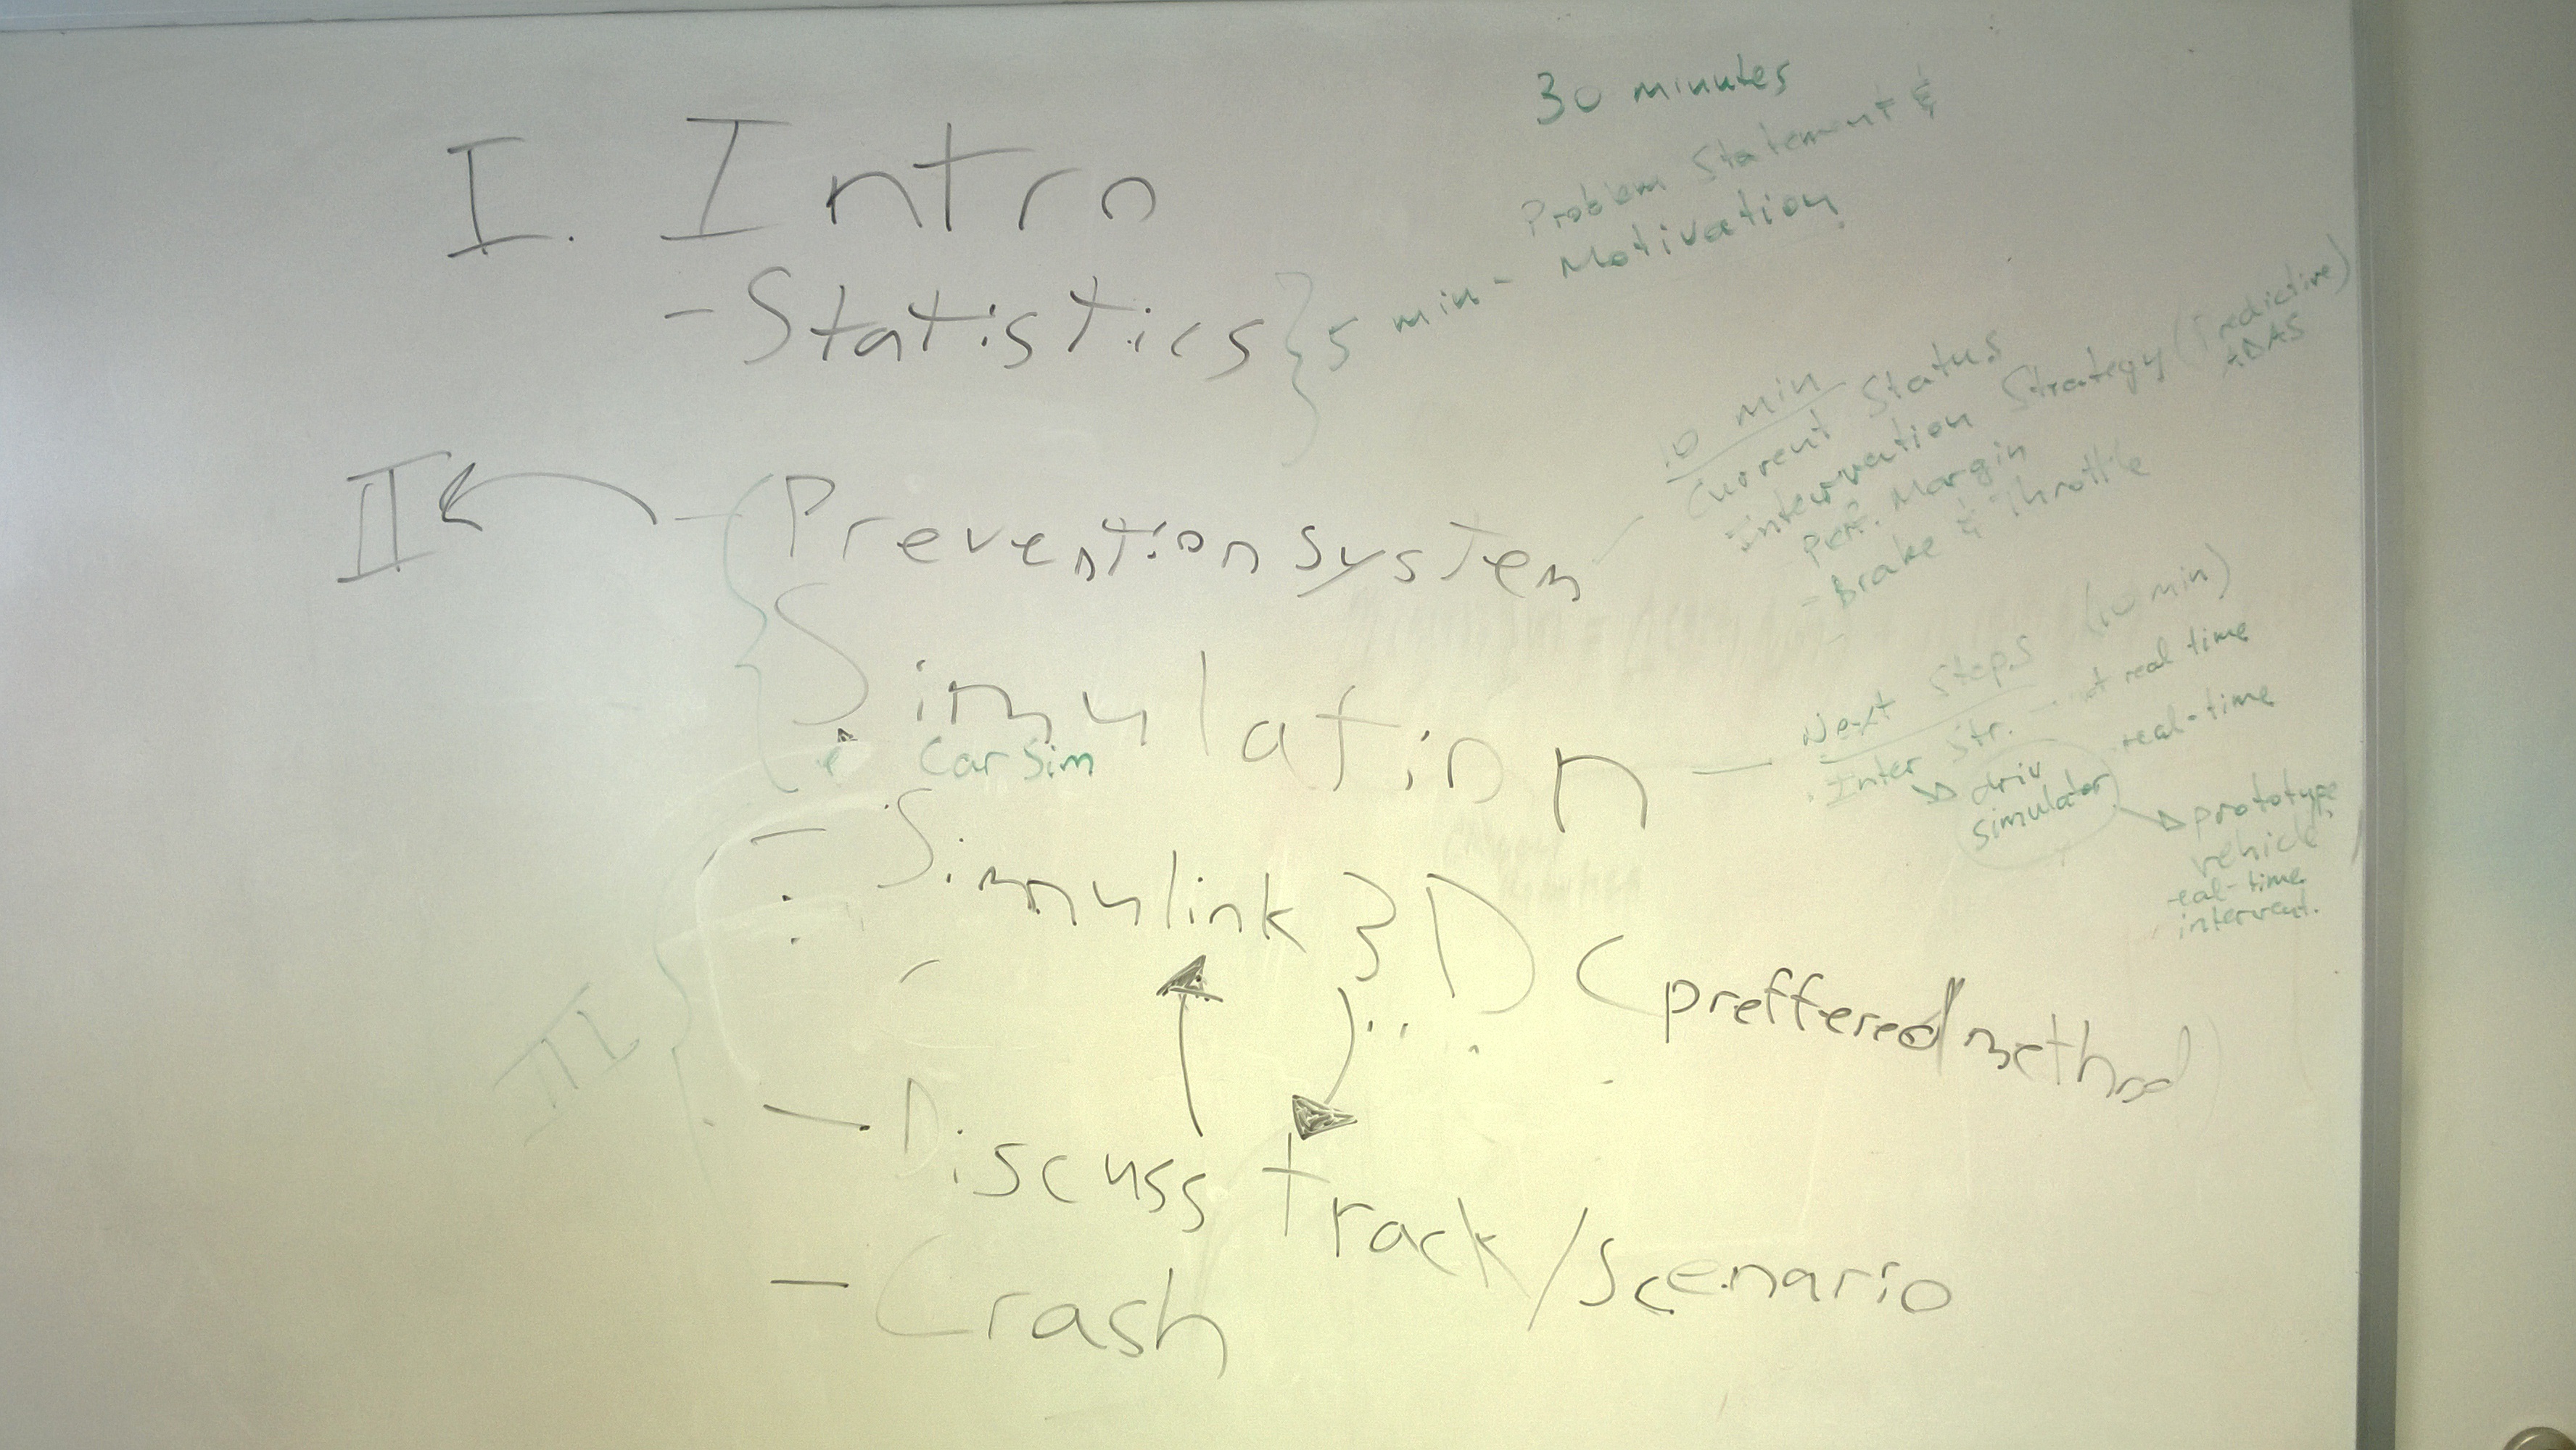 30 minutes
I. Intro
Problem Statement &
- Statistics } 5 min - Motivation
10 min
Current Status
Intervention Strategy (Predictive)
ADAS
Perf. Margin
- Brake & Throttle
II
Prevention system
Simulation
CarSim
Next Steps (10 min)
Inter Str. - not real time
driv
simulator
real-time
prototype
vehicle
real-time
intervent.
III
- Simulink 3D (preffered method)
- Discuss track/scenario
- Crash